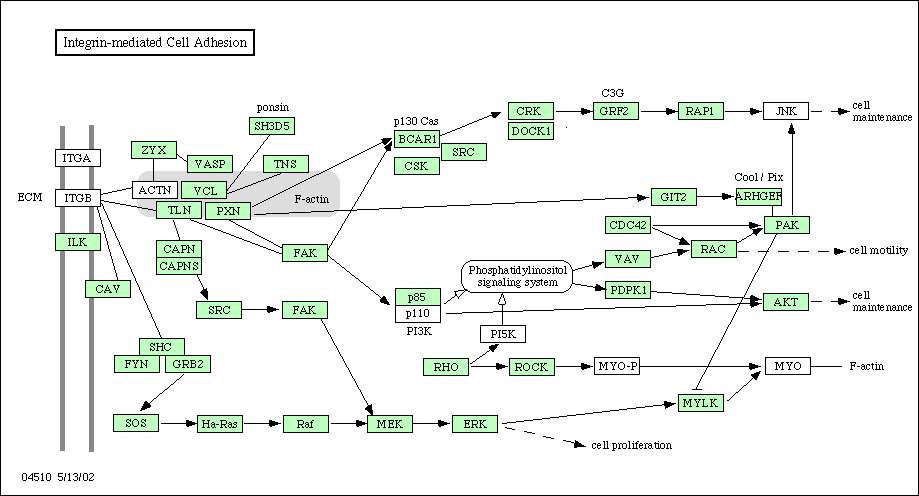 Integrin-mediated Cell Adhesion
C3G
ponsin
CRK
GRF2
RAP1
JNK
cell
maintenance
SH3D5
p130 Cas
DOCK1
BCAR1
ZYX
SRC
ITGA
VASP
TNS
CSK
Cool / Pix
ACTN
VCL
ECM
ITGB
F-actin
GIT2
ARHGEF
TLN
PXN
CDC42
PAK
ILK
CAPN
FAK
RAC
cell motility
CAPNS
VAV
Phosphatidylinositol
signaling system
CAV
PDPK1
p85
AKT
cell
maintenance
SRC
FAK
p110
PI3K
PI5K
SHC
FYN
GRB2
RHO
ROCK
MYO-P
MYO
F-actin
MYLK
SOS
Ha-Ras
Raf
MEK
ERK
cell proliferation
04510 5/13/02